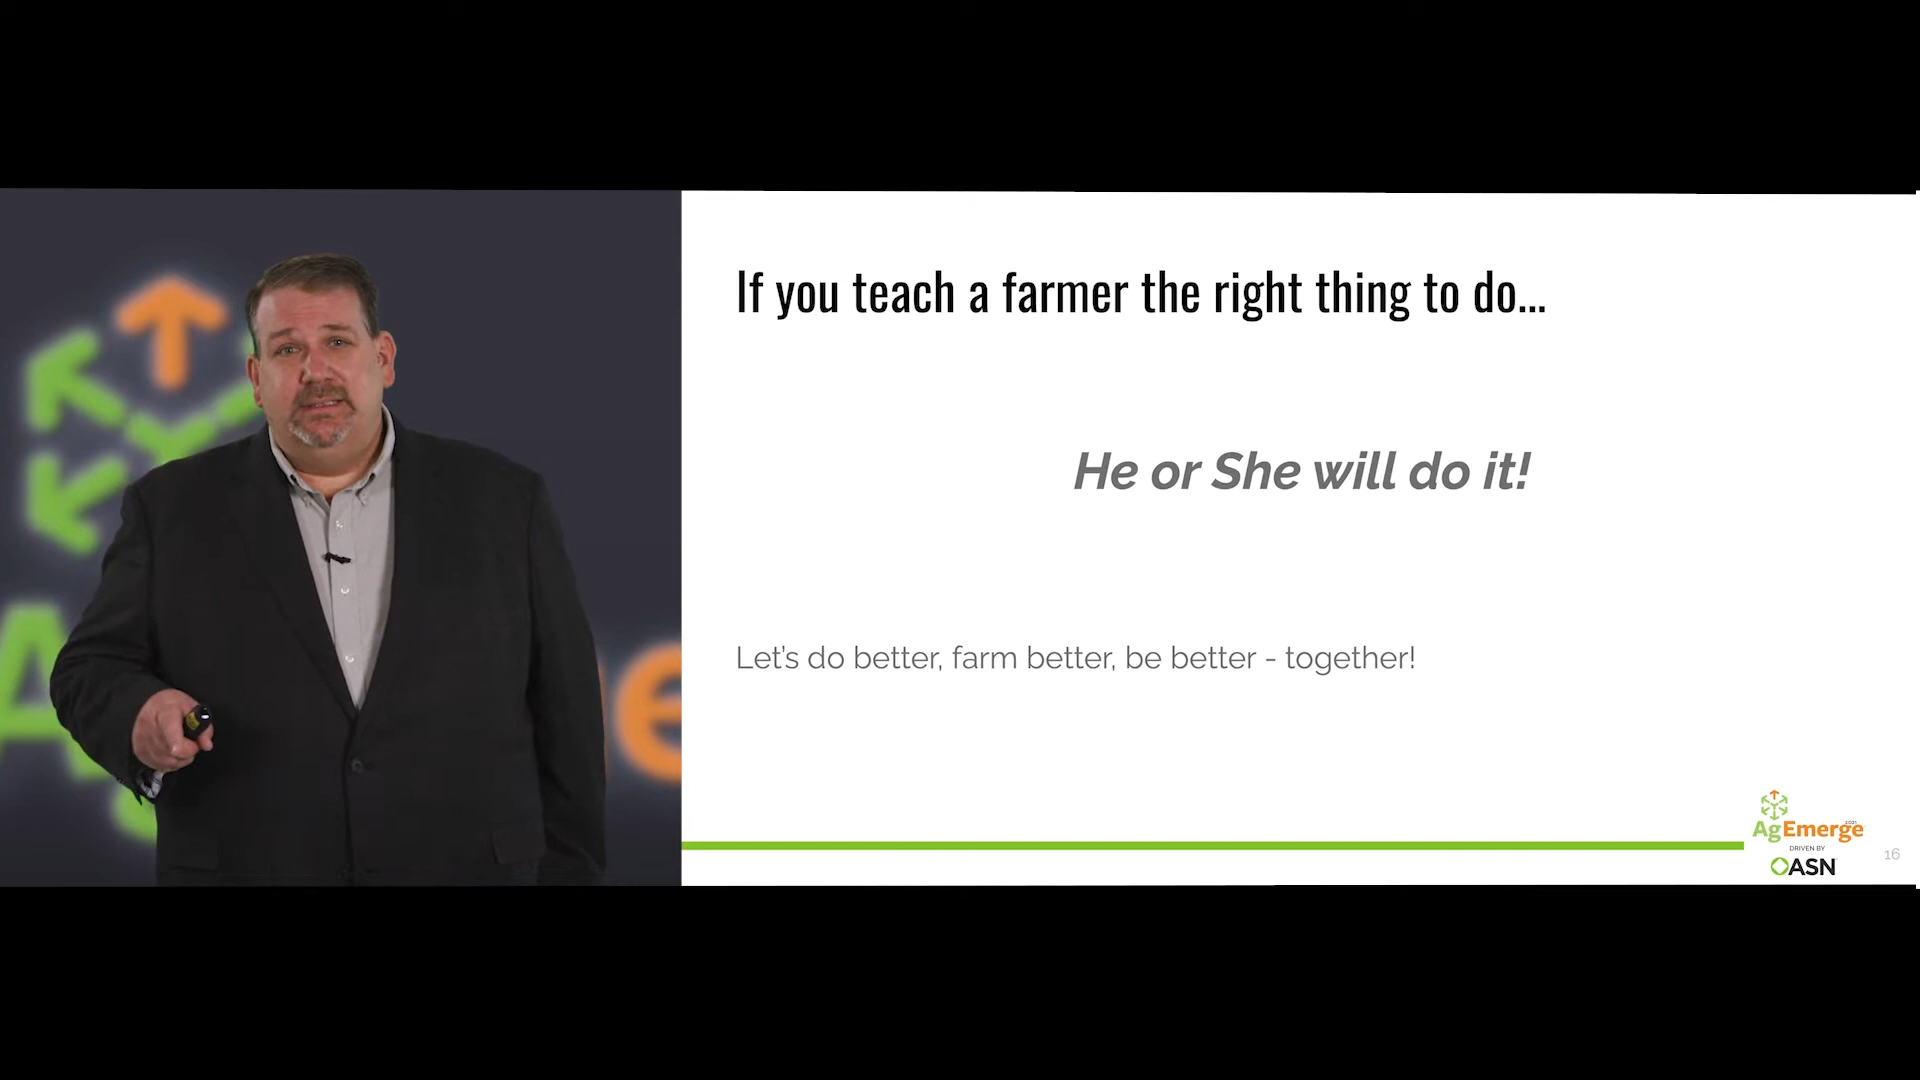 If you teach a farmer the right thing to do...
He or She will do it!
Let's do better, farm better, be better - together!
AgEmerge
2021
DRIVEN BY
ASN
16
A
e